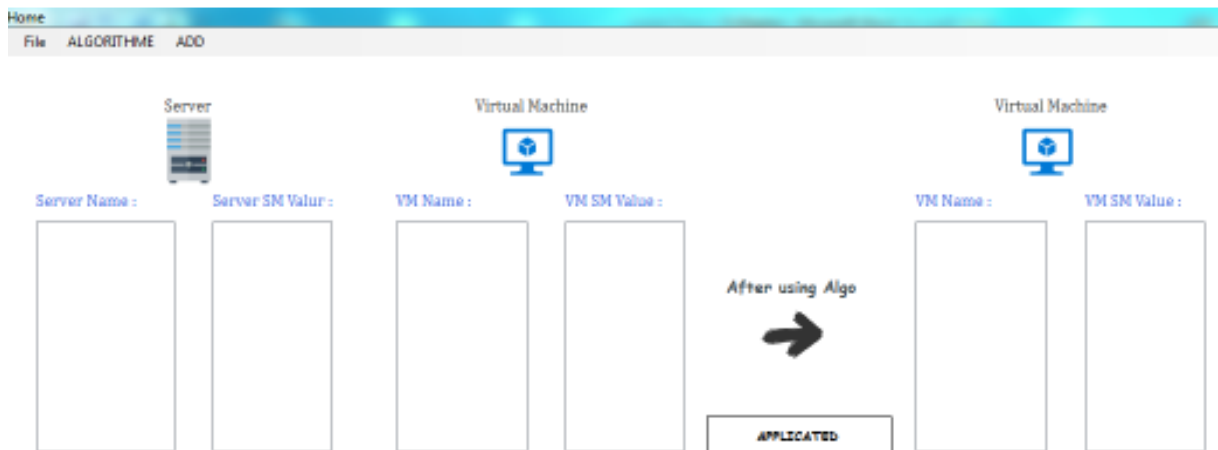 Home
File ALGORITHME ADD
Server Virtual Machine Virtual Machine
Server Name : Server SM Valur : VM Name : VM SM Value : VM Name : VM SM Value :
After using Algo
APPLICATED